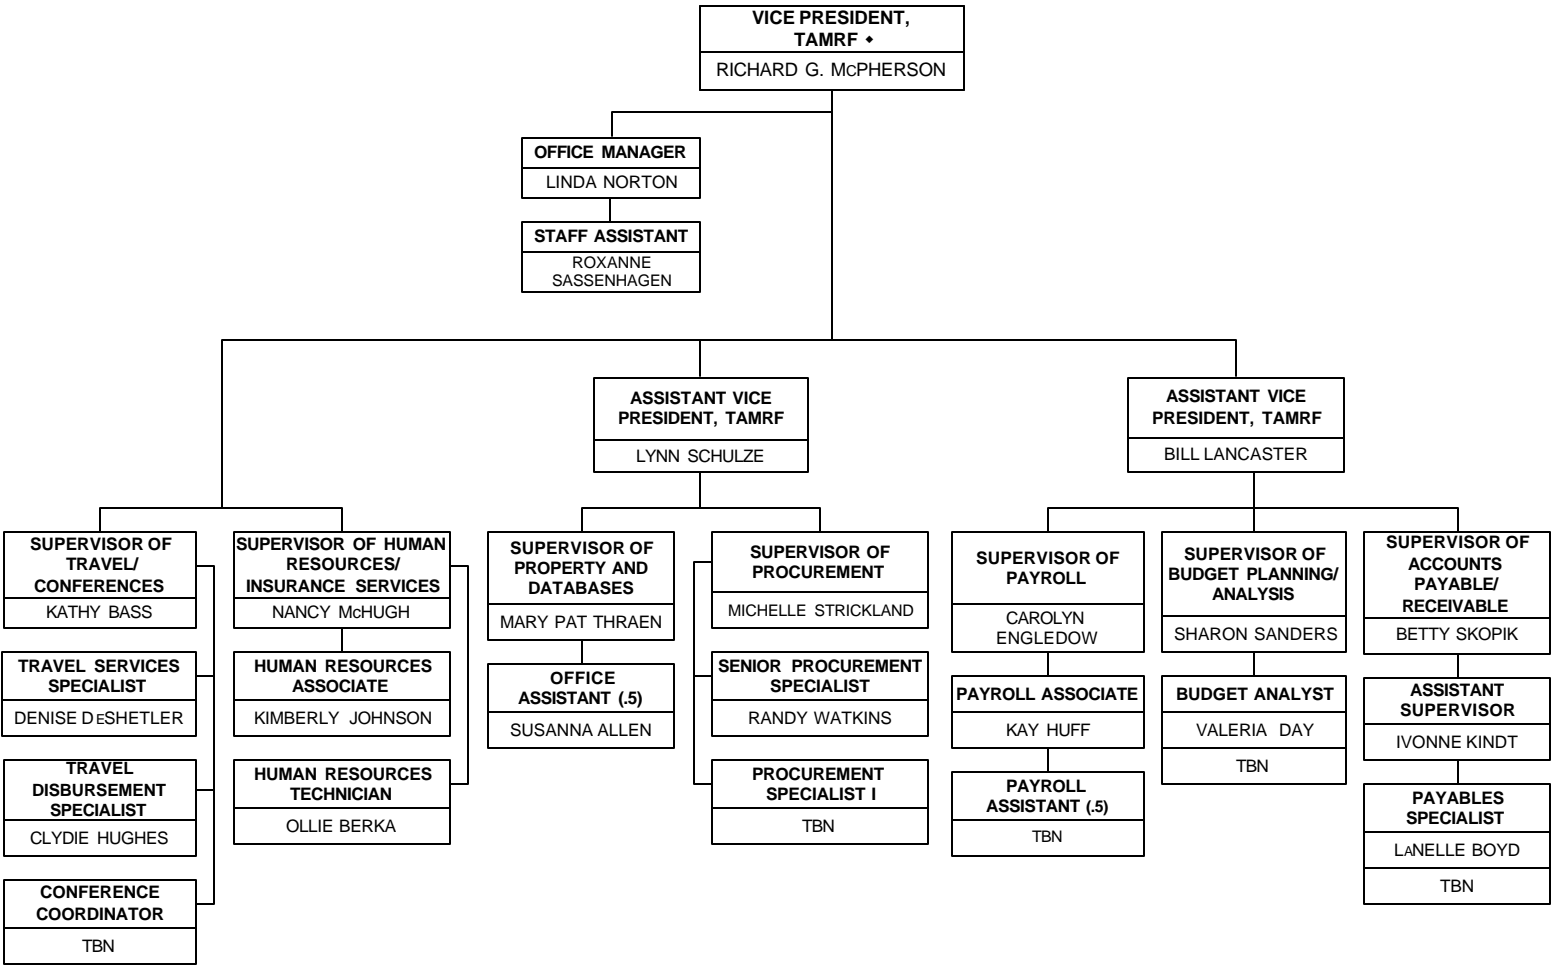 VICE PRESIDENT,
TAMRF ◆
RICHARD G. McPHERSON
OFFICE MANAGER
LINDA NORTON
STAFF ASSISTANT
ROXANNE
SASSENHAGEN
ASSISTANT VICE
PRESIDENT, TAMRF
LYNN SCHULZE
ASSISTANT VICE
PRESIDENT, TAMRF
BILL LANCASTER
SUPERVISOR OF
TRAVEL/
CONFERENCES
KATHY BASS
TRAVEL SERVICES
SPECIALIST
DENISE DeSHETLER
TRAVEL
DISBURSEMENT
SPECIALIST
CLYDIE HUGHES
CONFERENCE
COORDINATOR
TBN
SUPERVISOR OF HUMAN
RESOURCES/
INSURANCE SERVICES
NANCY McHUGH
HUMAN RESOURCES
ASSOCIATE
KIMBERLY JOHNSON
HUMAN RESOURCES
TECHNICIAN
OLLIE BERKA
SUPERVISOR OF
PROPERTY AND
DATABASES
MARY PAT THRAEN
OFFICE
ASSISTANT (.5)
SUSANNA ALLEN
SUPERVISOR OF
PROCUREMENT
MICHELLE STRICKLAND
SENIOR PROCUREMENT
SPECIALIST
RANDY WATKINS
PROCUREMENT
SPECIALIST I
TBN
SUPERVISOR OF
PAYROLL
CAROLYN
ENGLEDOW
PAYROLL ASSOCIATE
KAY HUFF
PAYROLL
ASSISTANT (.5)
TBN
SUPERVISOR OF
BUDGET PLANNING/
ANALYSIS
SHARON SANDERS
BUDGET ANALYST
VALERIA DAY
TBN
SUPERVISOR OF
ACCOUNTS
PAYABLE/
RECEIVABLE
BETTY SKOPIK
ASSISTANT
SUPERVISOR
IVONNE KINDT
PAYABLES
SPECIALIST
LaNELLE BOYD
TBN